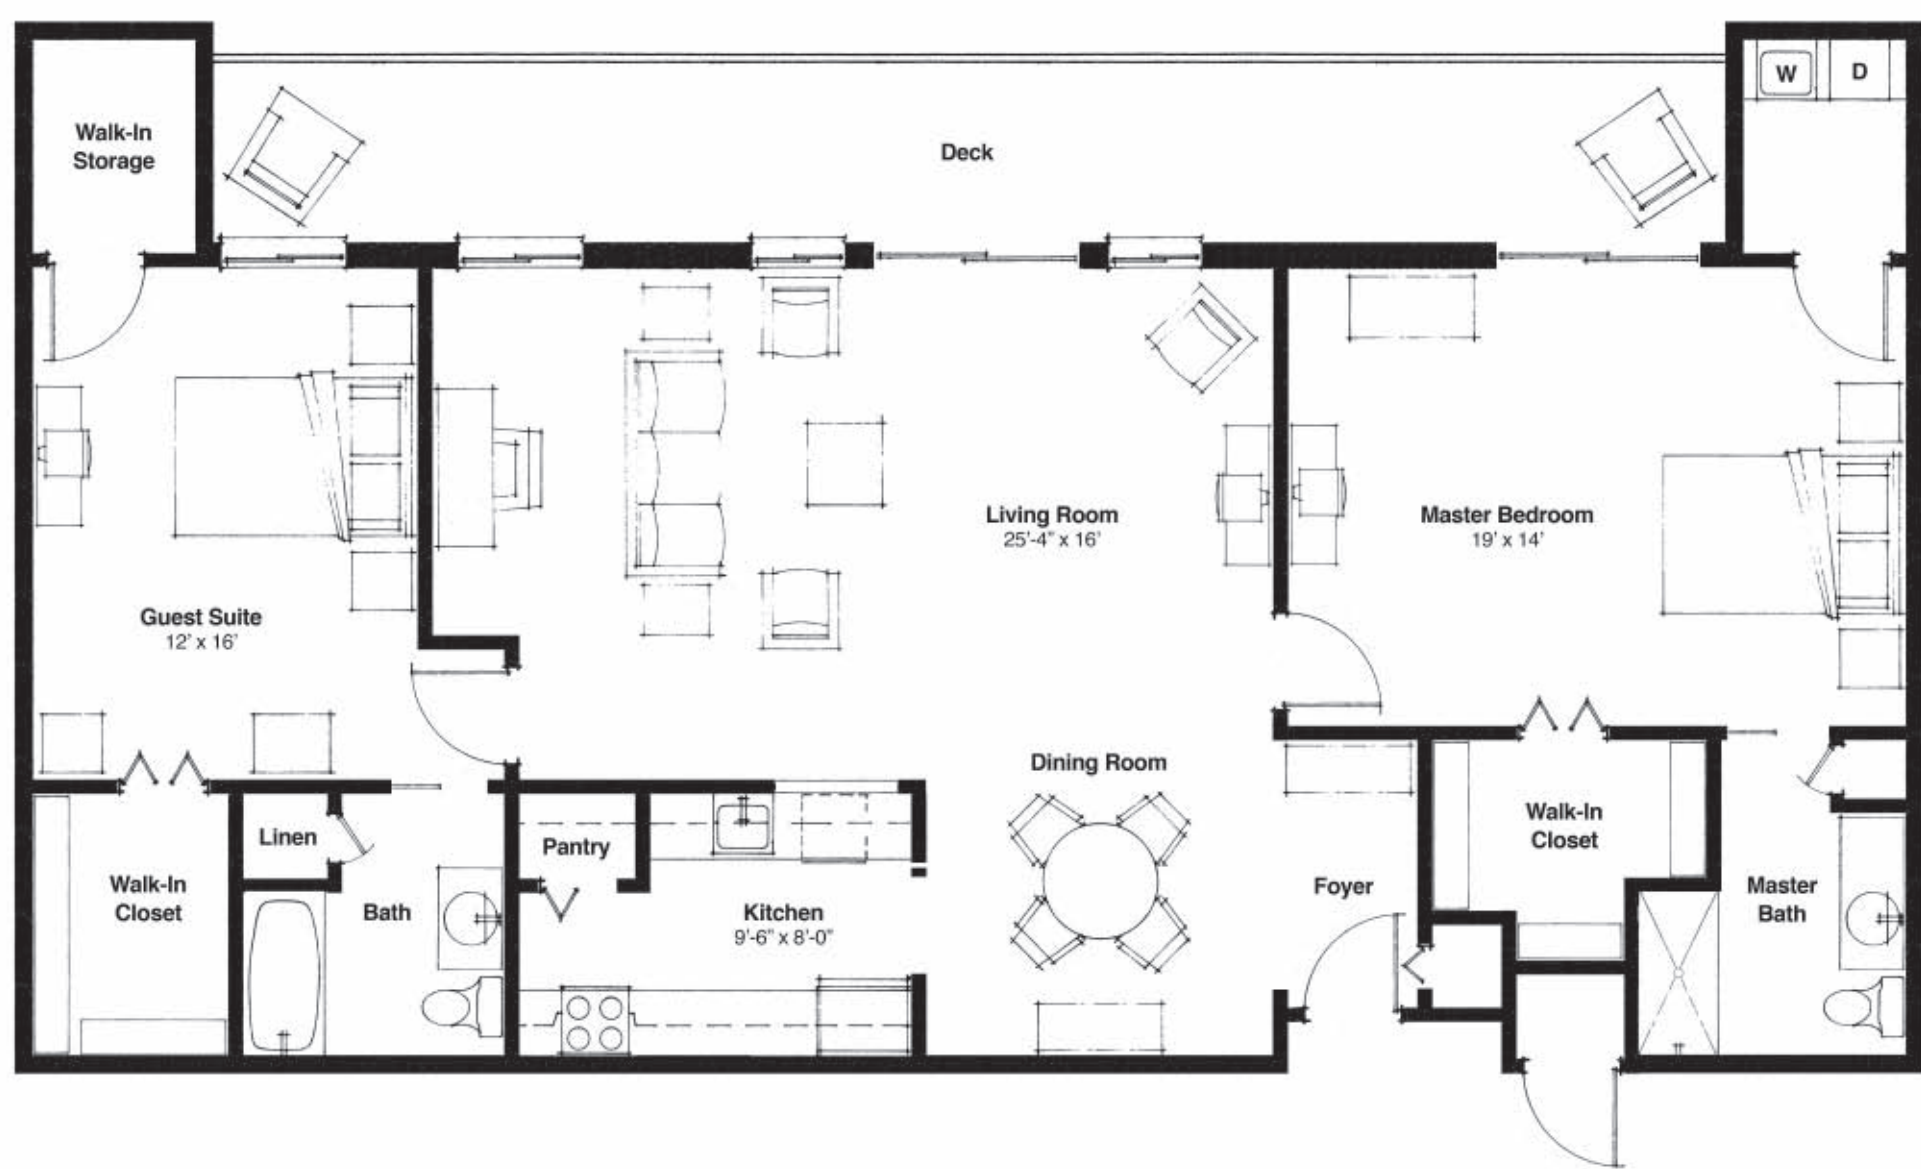 W
D
Walk-In
Storage
Deck
Living Room
25'-4" x 16'
Master Bedroom
19' x 14'
Guest Suite
12' x 16'
Dining Room
Linen
Pantry
Walk-In
Closet
Walk-In
Closet
Bath
Kitchen
9'-6" x 8'-0"
Foyer
Master
Bath